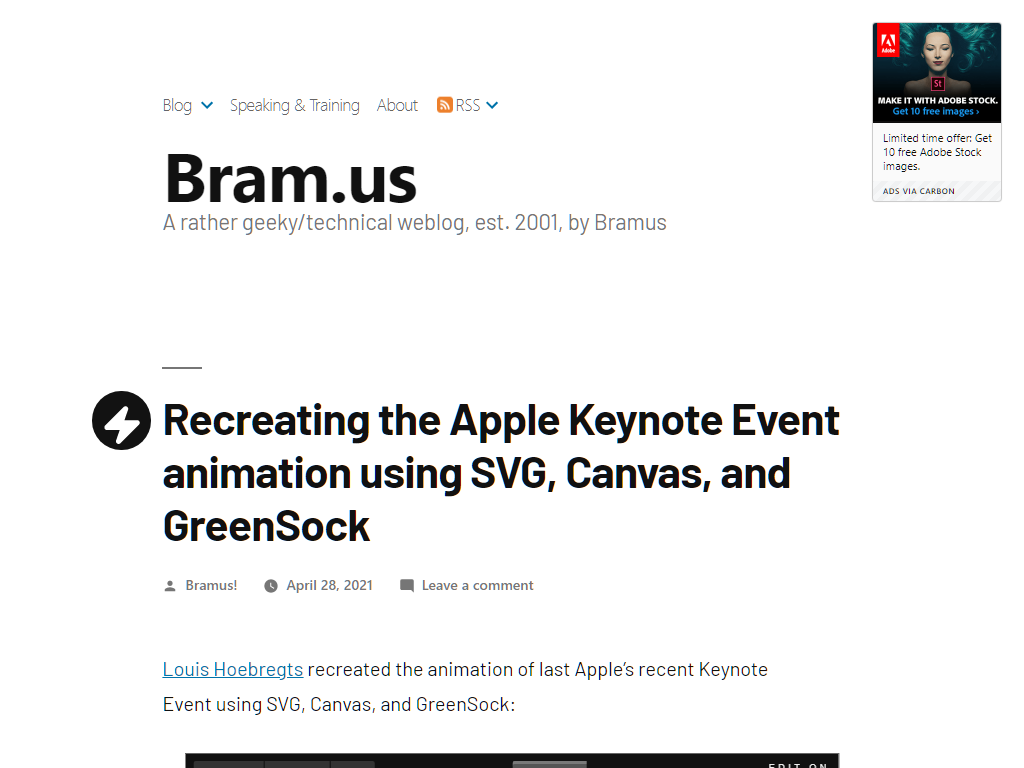 Blog
Speaking & Training
About
RSS
Bram.us
A rather geeky/technical weblog, est. 2001, by Bramus
Adobe
St
MAKE IT WITH ADOBE STOCK.
Get 10 free images ›
Limited time offer: Get
10 free Adobe Stock
images.
ADS VIA CARBON
Recreating the Apple Keynote Event
animation using SVG, Canvas, and
GreenSock
Bramus!
April 28, 2021
Leave a comment
Louis Hoebregts recreated the animation of last Apple’s recent Keynote
Event using SVG, Canvas, and GreenSock:
EDIT ON